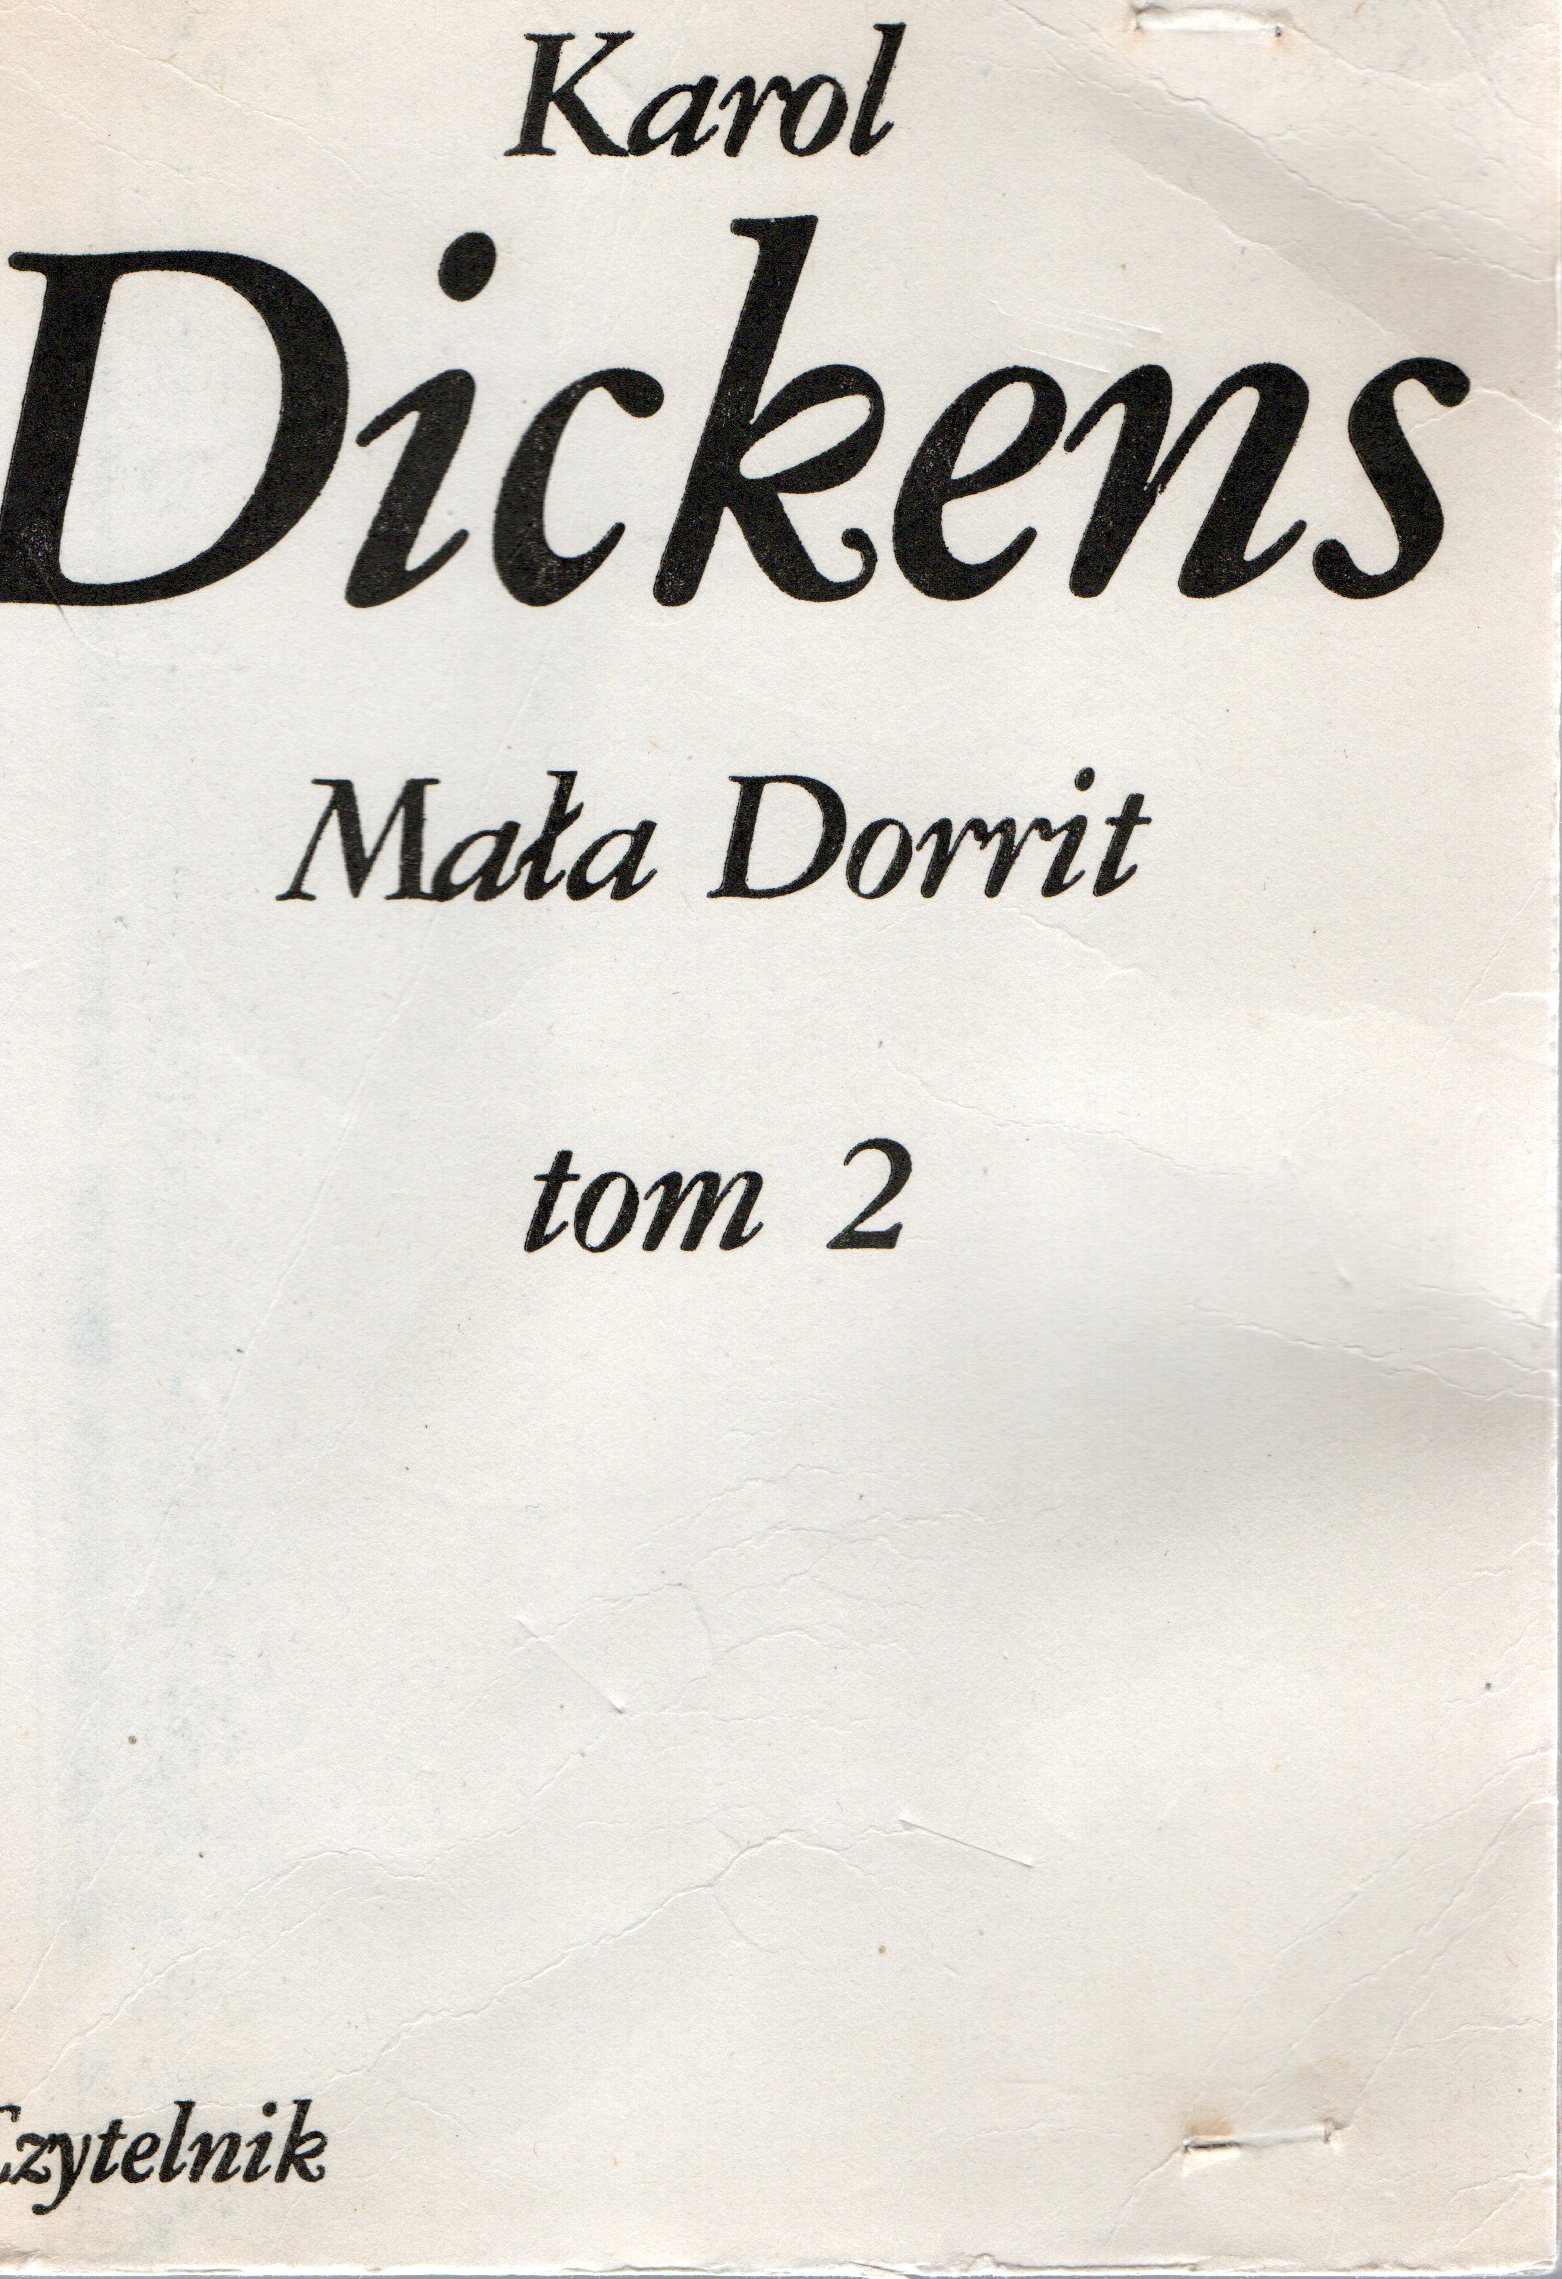 Karol
Dickens
Mała Dorrit
tom 2
Czytelnik